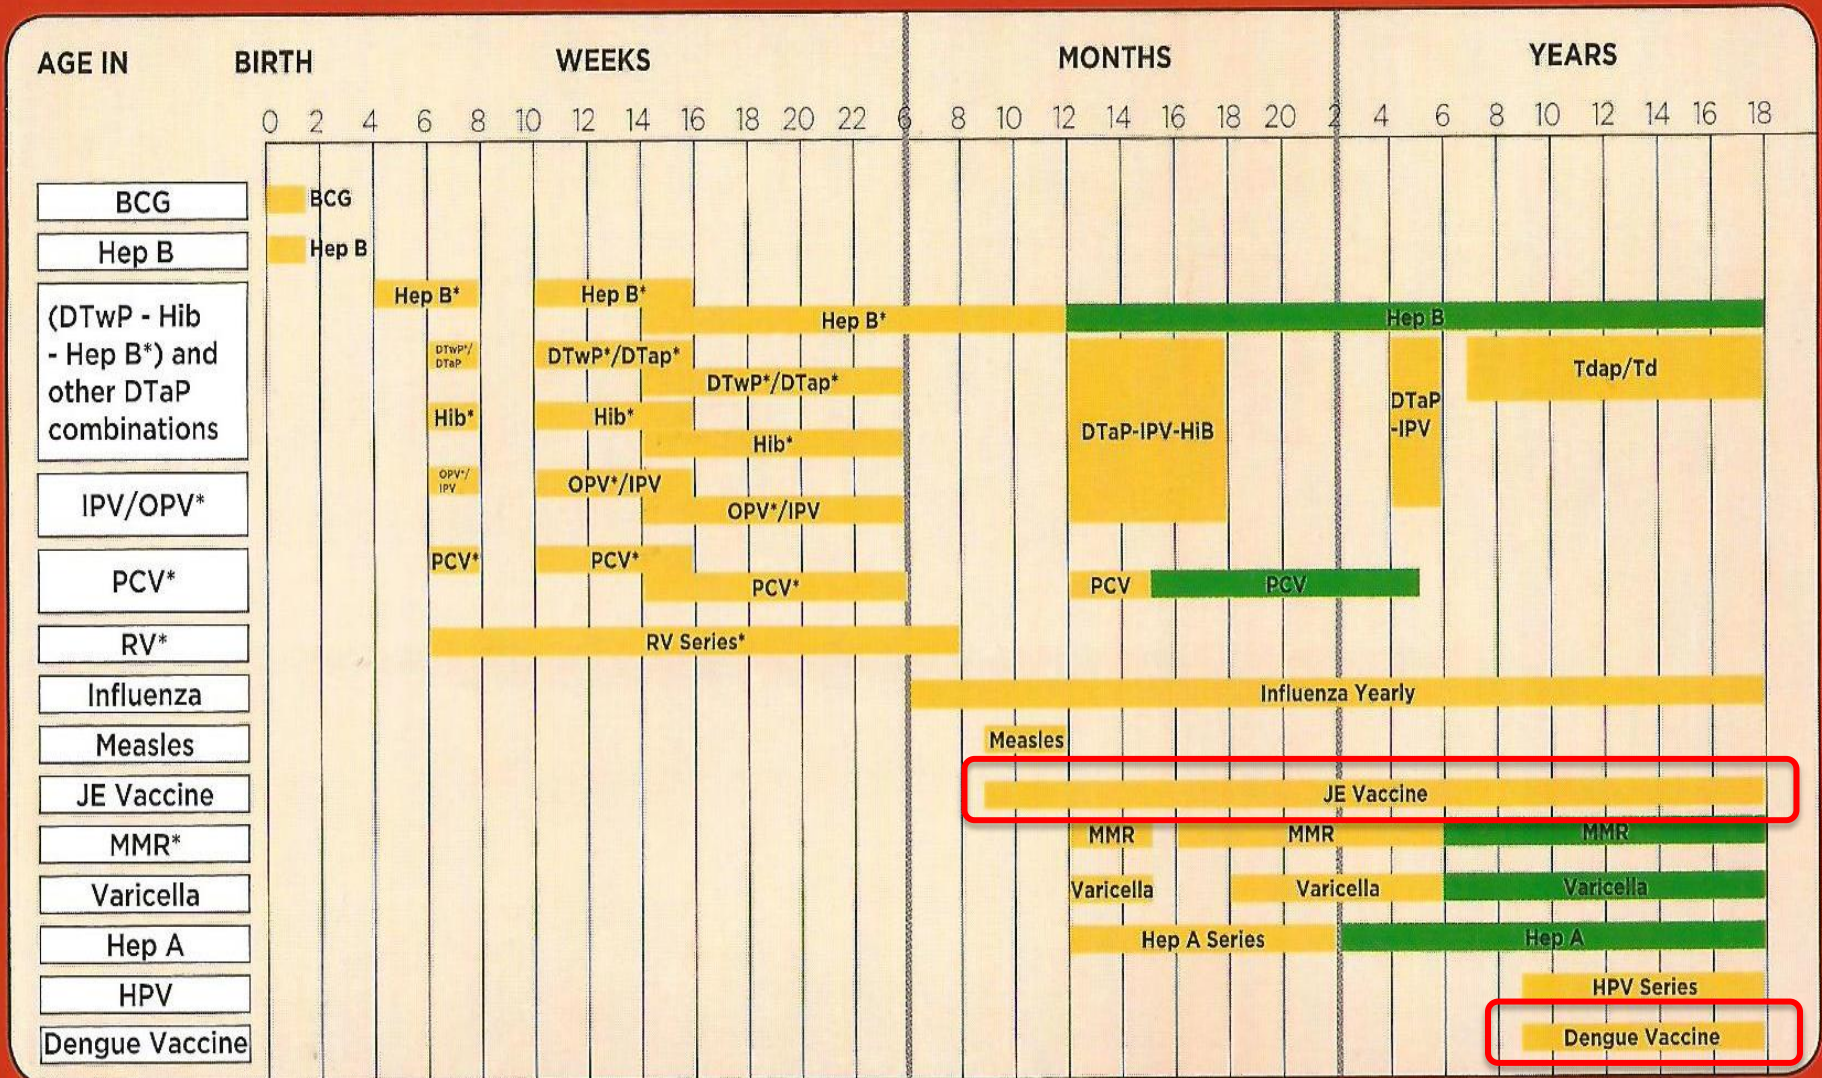 AGE IN BIRTH WEEKS MONTHS YEARS
0 2 4 6 8 10 12 14 16 18 20 22 6 8 10 12 14 16 18 20 2 4 6 8 10 12 14 16 18
BCG BCG
Hep B Hep B
(DTwP - Hib
- Hep B*) and
other DTaP
combinations
Hep B* Hep B*
Hep B* Hep B
DTwP*/
DTaP
DTwP*/DTap*
DTwP*/DTap*
Hib* Hib*
Hib*
DTaP-IPV-HiB
DTaP
-IPV
Tdap/Td
IPV/OPV*
OPV*/
IPV
OPV*/IPV
OPV*/IPV
PCV* PCV* PCV*
PCV* PCV PCV
RV* RV Series*
Influenza Influenza Yearly
Measles Measles
JE Vaccine JE Vaccine
MMR* MMR MMR MMR
Varicella Varicella Varicella Varicella
Hep A Hep A Series Hep A
HPV HPV Series
Dengue Vaccine Dengue Vaccine